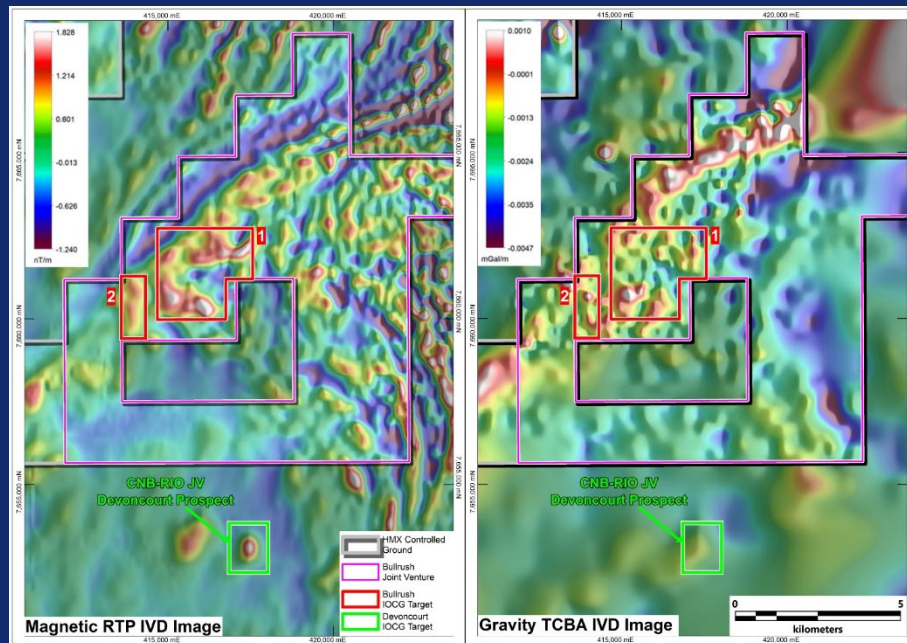 415,000 mE
420,000 mE
1.828
1.214
0.601
-0.013
-0.626
-1.240
nT/m
7,665,000 mN
7,665,000 mN
1
2
7,660,000 mN
7,660,000 mN
CNB-RIO JV
Devoncourt Prospect
7,655,000 mN
7,655,000 mN
HMX Controlled
Ground
Bullrush
Joint Venture
Bullrush
IOCG Target
Devoncourt
IOCG Target
Magnetic RTP IVD Image
415,000 mE
420,000 mE
415,000 mE
420,000 mE
0.0010
-0.0001
-0.0013
-0.0024
-0.0035
-0.0047
mGal/m
1
2
CNB-RIO JV
Devoncourt Prospect
0
5
kilometers
Gravity TCBA IVD Image
415,000 mE
420,000 mE